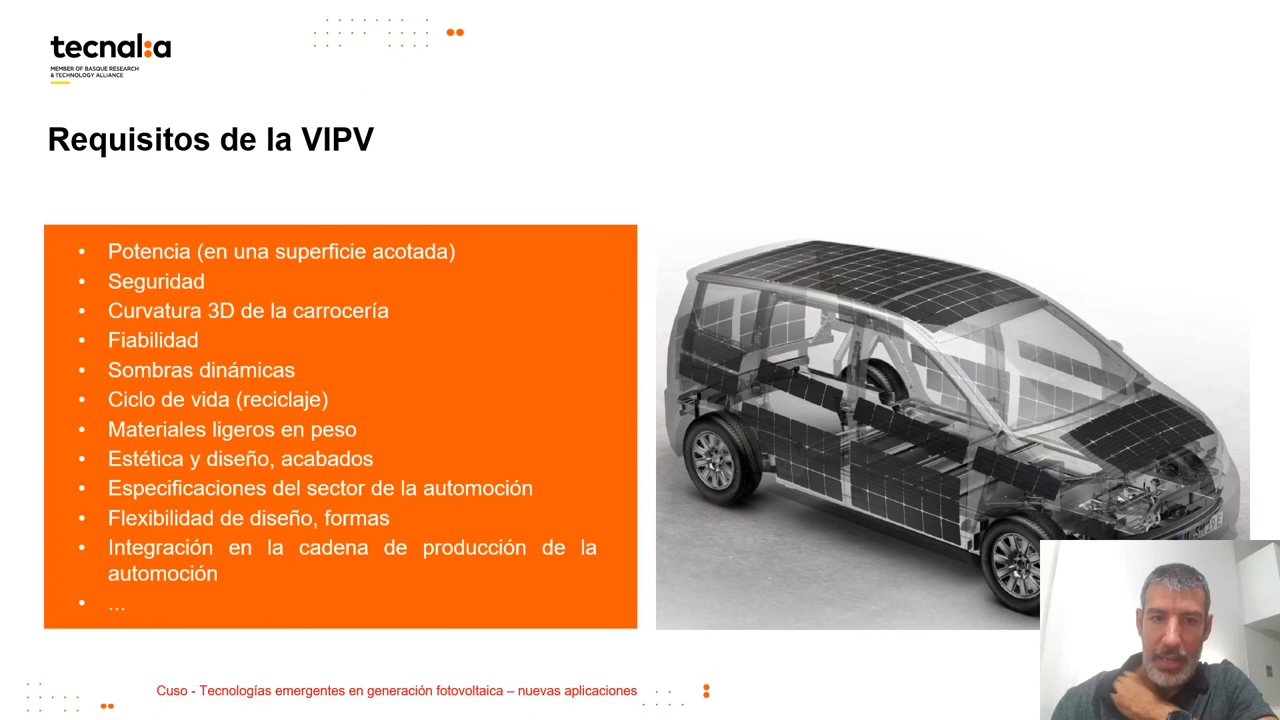 tecnal:a
MEMBER OF BASQUE RESEARCH
& TECHNOLOGY ALLIANCE
Requisitos de la VIPV
• Potencia (en una superficie acotada)
• Seguridad
• Curvatura 3D de la carrocería
• Fiabilidad
• Sombras dinámicas
• Ciclo de vida (reciclaje)
• Materiales ligeros en peso
• Estética y diseño, acabados
• Especificaciones del sector de la automoción
• Flexibilidad de diseño, formas
• Integración en la cadena de producción de la
automoción
• ...
Cuso - Tecnologías emergentes en generación fotovoltaica – nuevas aplicaciones